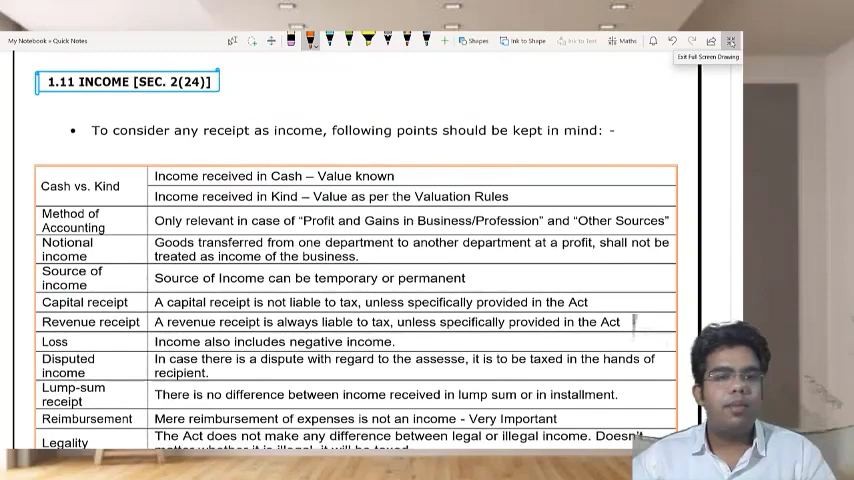 My Notebook » Quick Notes
Shapes
Ink to Shape
Ink to Text
Maths
Exit Full Screen Drawing
1.11 INCOME [SEC. 2(24)]
• To consider any receipt as income, following points should be kept in mind: -
Cash vs. Kind
Income received in Cash – Value known
Income received in Kind – Value as per the Valuation Rules
Method of
Accounting
Only relevant in case of “Profit and Gains in Business/Profession” and “Other Sources”
Notional
income
Goods transferred from one department to another department at a profit, shall not be
treated as income of the business.
Source of
income
Source of Income can be temporary or permanent
Capital receipt
A capital receipt is not liable to tax, unless specifically provided in the Act
Revenue receipt
A revenue receipt is always liable to tax, unless specifically provided in the Act
Loss
Income also includes negative income.
Disputed
income
In case there is a dispute with regard to the assesse, it is to be taxed in the hands of
recipient.
Lump-sum
receipt
There is no difference between income received in lump sum or in installment.
Reimbursement
Mere reimbursement of expenses is not an income - Very Important
Legality
The Act does not make any difference between legal or illegal income. Doesn't
matter whether it is illegal, it will be taxed